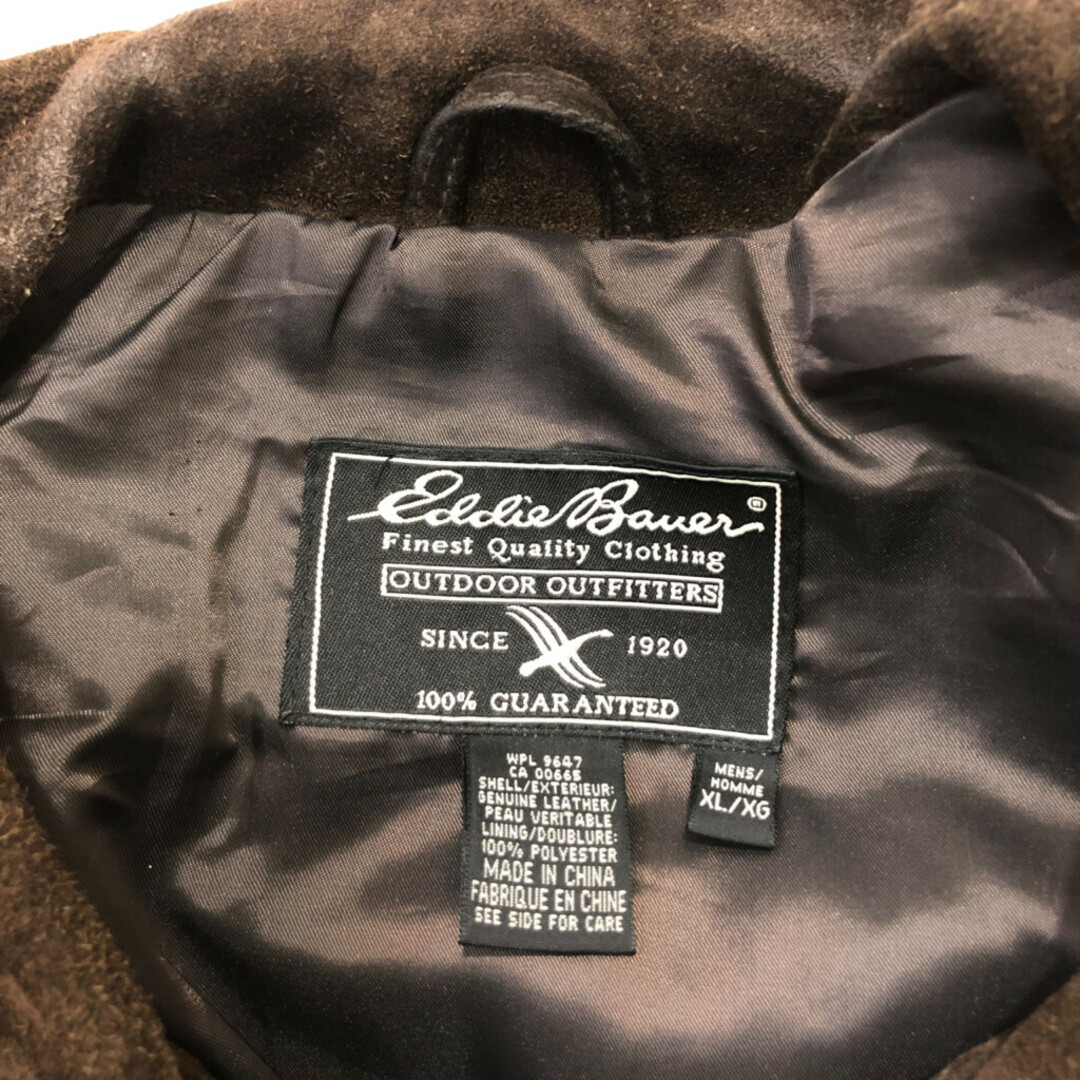 Eddie Bauer ®
Finest Quality Clothing
OUTDOOR OUTFITTERS
SINCE 1920
100% GUARANTEED
WPL 9647
CA 00665
SHELL/EXTERIEUR:
GENUINE LEATHER/
PEAU VERITABLE
LINING/DOUBLURE:
100% POLYESTER
MADE IN CHINA
FABRIQUE EN CHINE
SEE SIDE FOR CARE
MENS/
HOMME
XL/XG